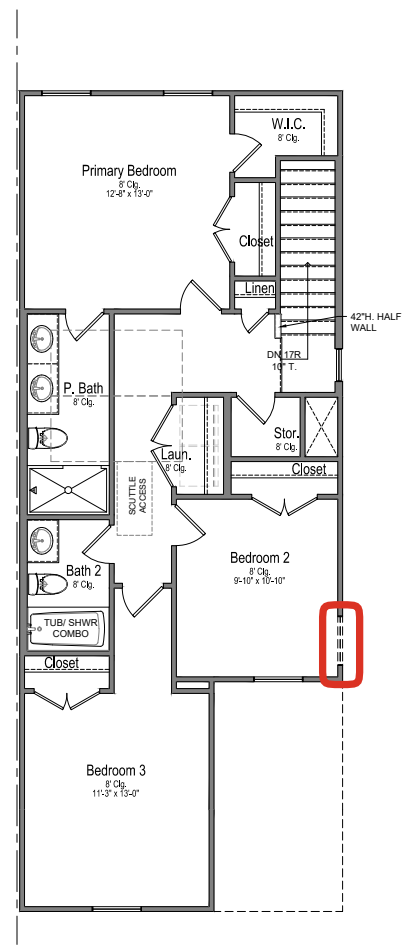 W.I.C.
8' Clg.
Primary Bedroom
8' Clg.
12'-8" x 13'-0"
Closet
Linen
42"H. HALF
WALL
DN 17R
10" T.
P. Bath
8' Clg.
Stor.
8' Clg.
Laun.
8' Clg.
Closet
SCUTTLE
ACCESS
Bedroom 2
8' Clg.
9'-10" x 10'-10"
Bath 2
8' Clg.
TUB/ SHWR
COMBO
Closet
Bedroom 3
8' Clg.
11'-3" x 13'-0"